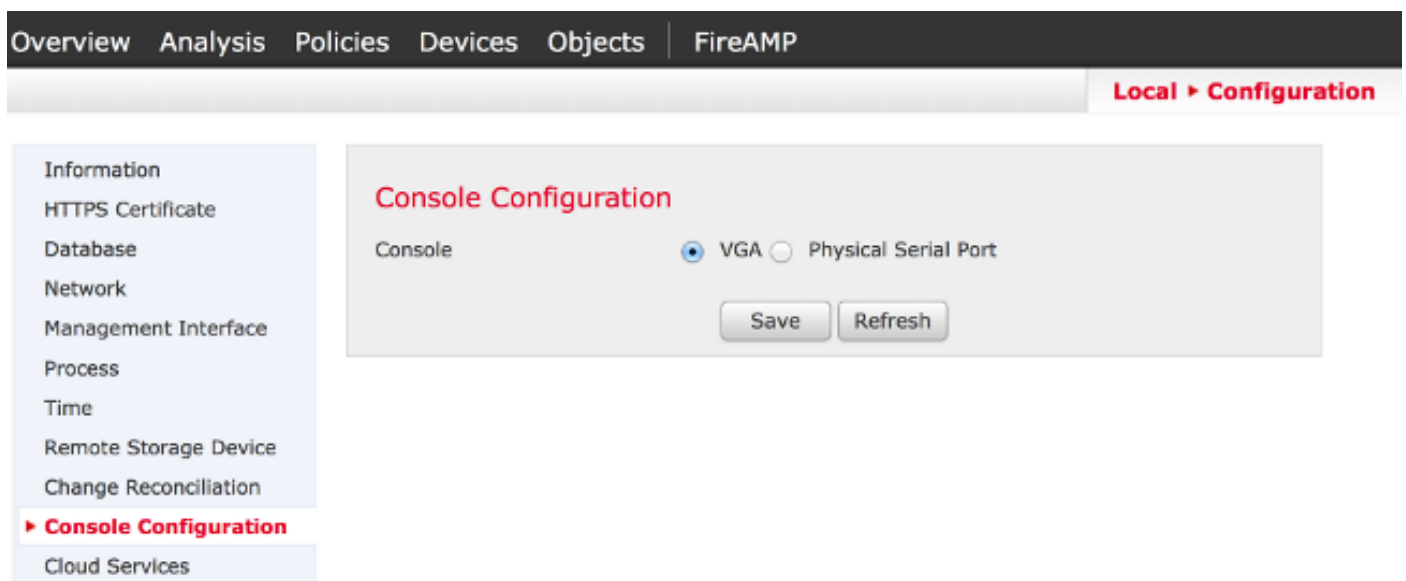 Overview Analysis Policies Devices Objects FireAMP
Local ▸ Configuration
Information
HTTPS Certificate
Database
Network
Management Interface
Process
Time
Remote Storage Device
Change Reconciliation
Console Configuration
Cloud Services
Console Configuration
Console VGA Physical Serial Port
Save Refresh